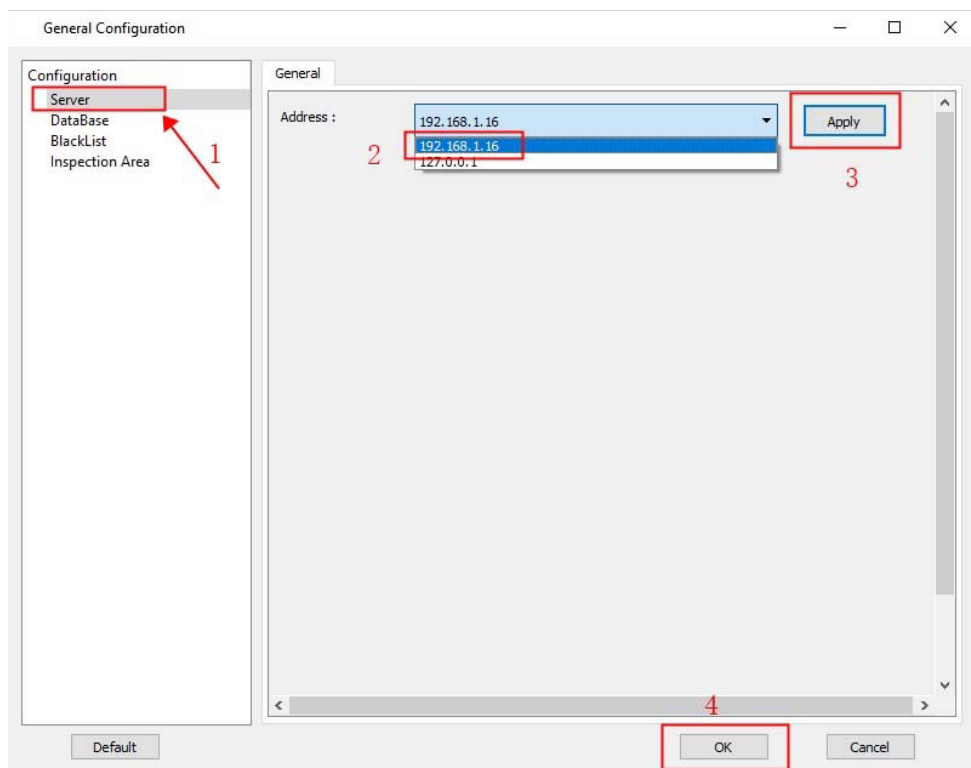 General Configuration
Configuration
Server
DataBase
BlackList
Inspection Area
1
General
Address :
192.168.1.16
192.168.1.16
127.0.0.1
2
Apply
3
4
Default
OK
Cancel